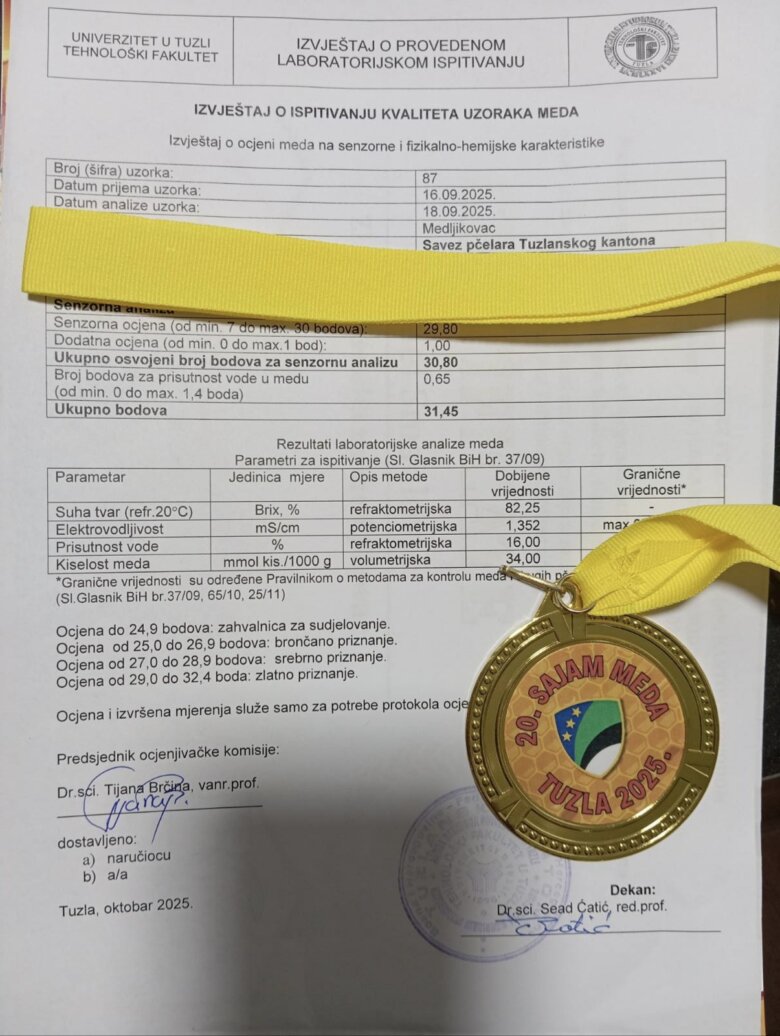 UNIVERZITET U TUZLI
TEHNOLOŠKI FAKULTET
IZVJEŠTAJ O PROVEDENOM
LABORATORIJSKOM ISPITIVANJU
IZVJEŠTAJ O ISPITIVANJU KVALITETA UZORAKA MEDA
Izvještaj o ocjeni meda na senzorne i fizikalno-hemijske karakteristike
Broj (šifra) uzorka: 87
Datum prijema uzorka: 16.09.2025.
Datum analize uzorka: 18.09.2025.
Medljikovac
Savez pčelara Tuzlanskog kantona
Senzorna analiza
Senzorna ocjena (od min. 7 do max. 30 bodova): 29,80
Dodatna ocjena (od min. 0 do max.1 bod): 1,00
Ukupno osvojeni broj bodova za senzornu analizu 30,80
Broj bodova za prisutnost vode u medu 0,65
(od min. 0 do max. 1,4 boda)
Ukupno bodova 31,45
Rezultati laboratorijske analize meda
Parametri za ispitivanje (Sl. Glasnik BiH br. 37/09)
Parametar Jedinica mjere Opis metode Dobijene vrijednosti Granične vrijednosti*
Suha tvar (refr.20°C) Brix, % refraktometrijska 82,25 -
Elektrovodljivost mS/cm potenciometrijska 1,352 max
Prisutnost vode % refraktometrijska 16,00
Kiselost meda mmol kis./1000 g volumetrijska 34,00
*Granične vrijednosti su određene Pravilnikom o metodama za kontrolu meda
(Sl.Glasnik BiH br.37/09, 65/10, 25/11)
Ocjena do 24,9 bodova: zahvalnica za sudjelovanje.
Ocjena od 25,0 do 26,9 bodova: brončano priznanje.
Ocjena od 27,0 do 28,9 bodova: srebrno priznanje.
Ocjena od 29,0 do 32,4 boda: zlatno priznanje.
Ocjena i izvršena mjerenja služe samo za potrebe protokola ocje
20. SAJAM MEDA
TUZLA 2025.
Predsjednik ocjenjivačke komisije:
Dr.sci. Tijana Brčina, vanr.prof.
dostavljeno:
a) naručiocu
b) a/a
Tuzla, oktobar 2025.
Dekan:
Dr.sci. Sead Ćatić, red.prof.